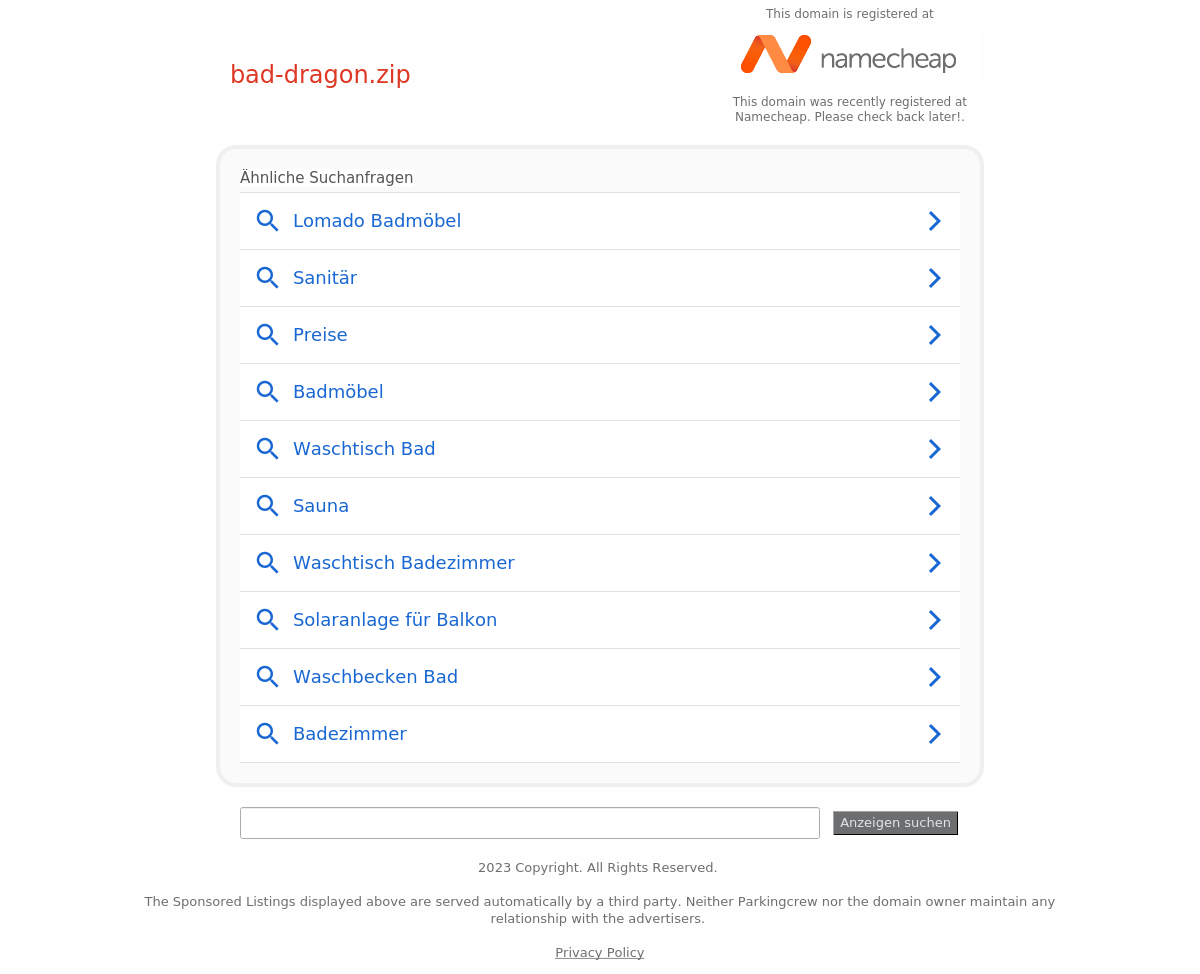 This domain is registered at
namecheap
bad-dragon.zip
This domain was recently registered at
Namecheap. Please check back later!.
Ähnliche Suchanfragen
Lomado Badmöbel
Sanitär
Preise
Badmöbel
Waschtisch Bad
Sauna
Waschtisch Badezimmer
Solaranlage für Balkon
Waschbecken Bad
Badezimmer
Anzeigen suchen
2023 Copyright. All Rights Reserved.
The Sponsored Listings displayed above are served automatically by a third party. Neither Parkingcrew nor the domain owner maintain any
relationship with the advertisers.
Privacy Policy